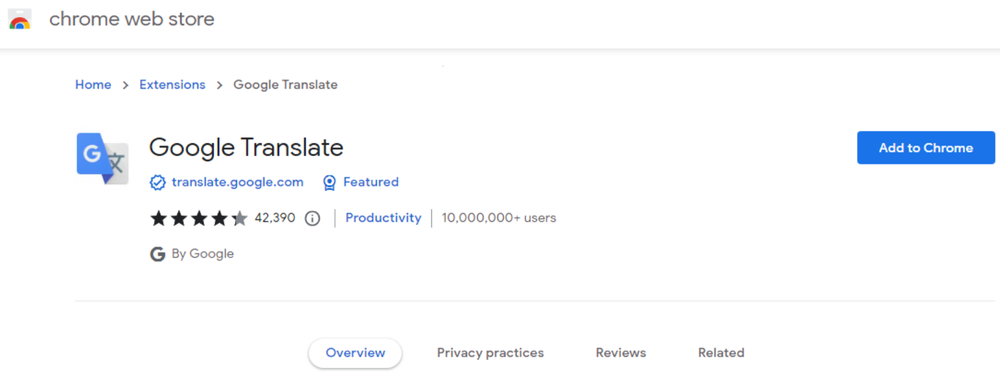 chrome web store
Home > Extensions > Google Translate
G 文
Google Translate
Add to Chrome
translate.google.com Featured
42,390 Productivity 10,000,000+ users
G By Google
Overview Privacy practices Reviews Related